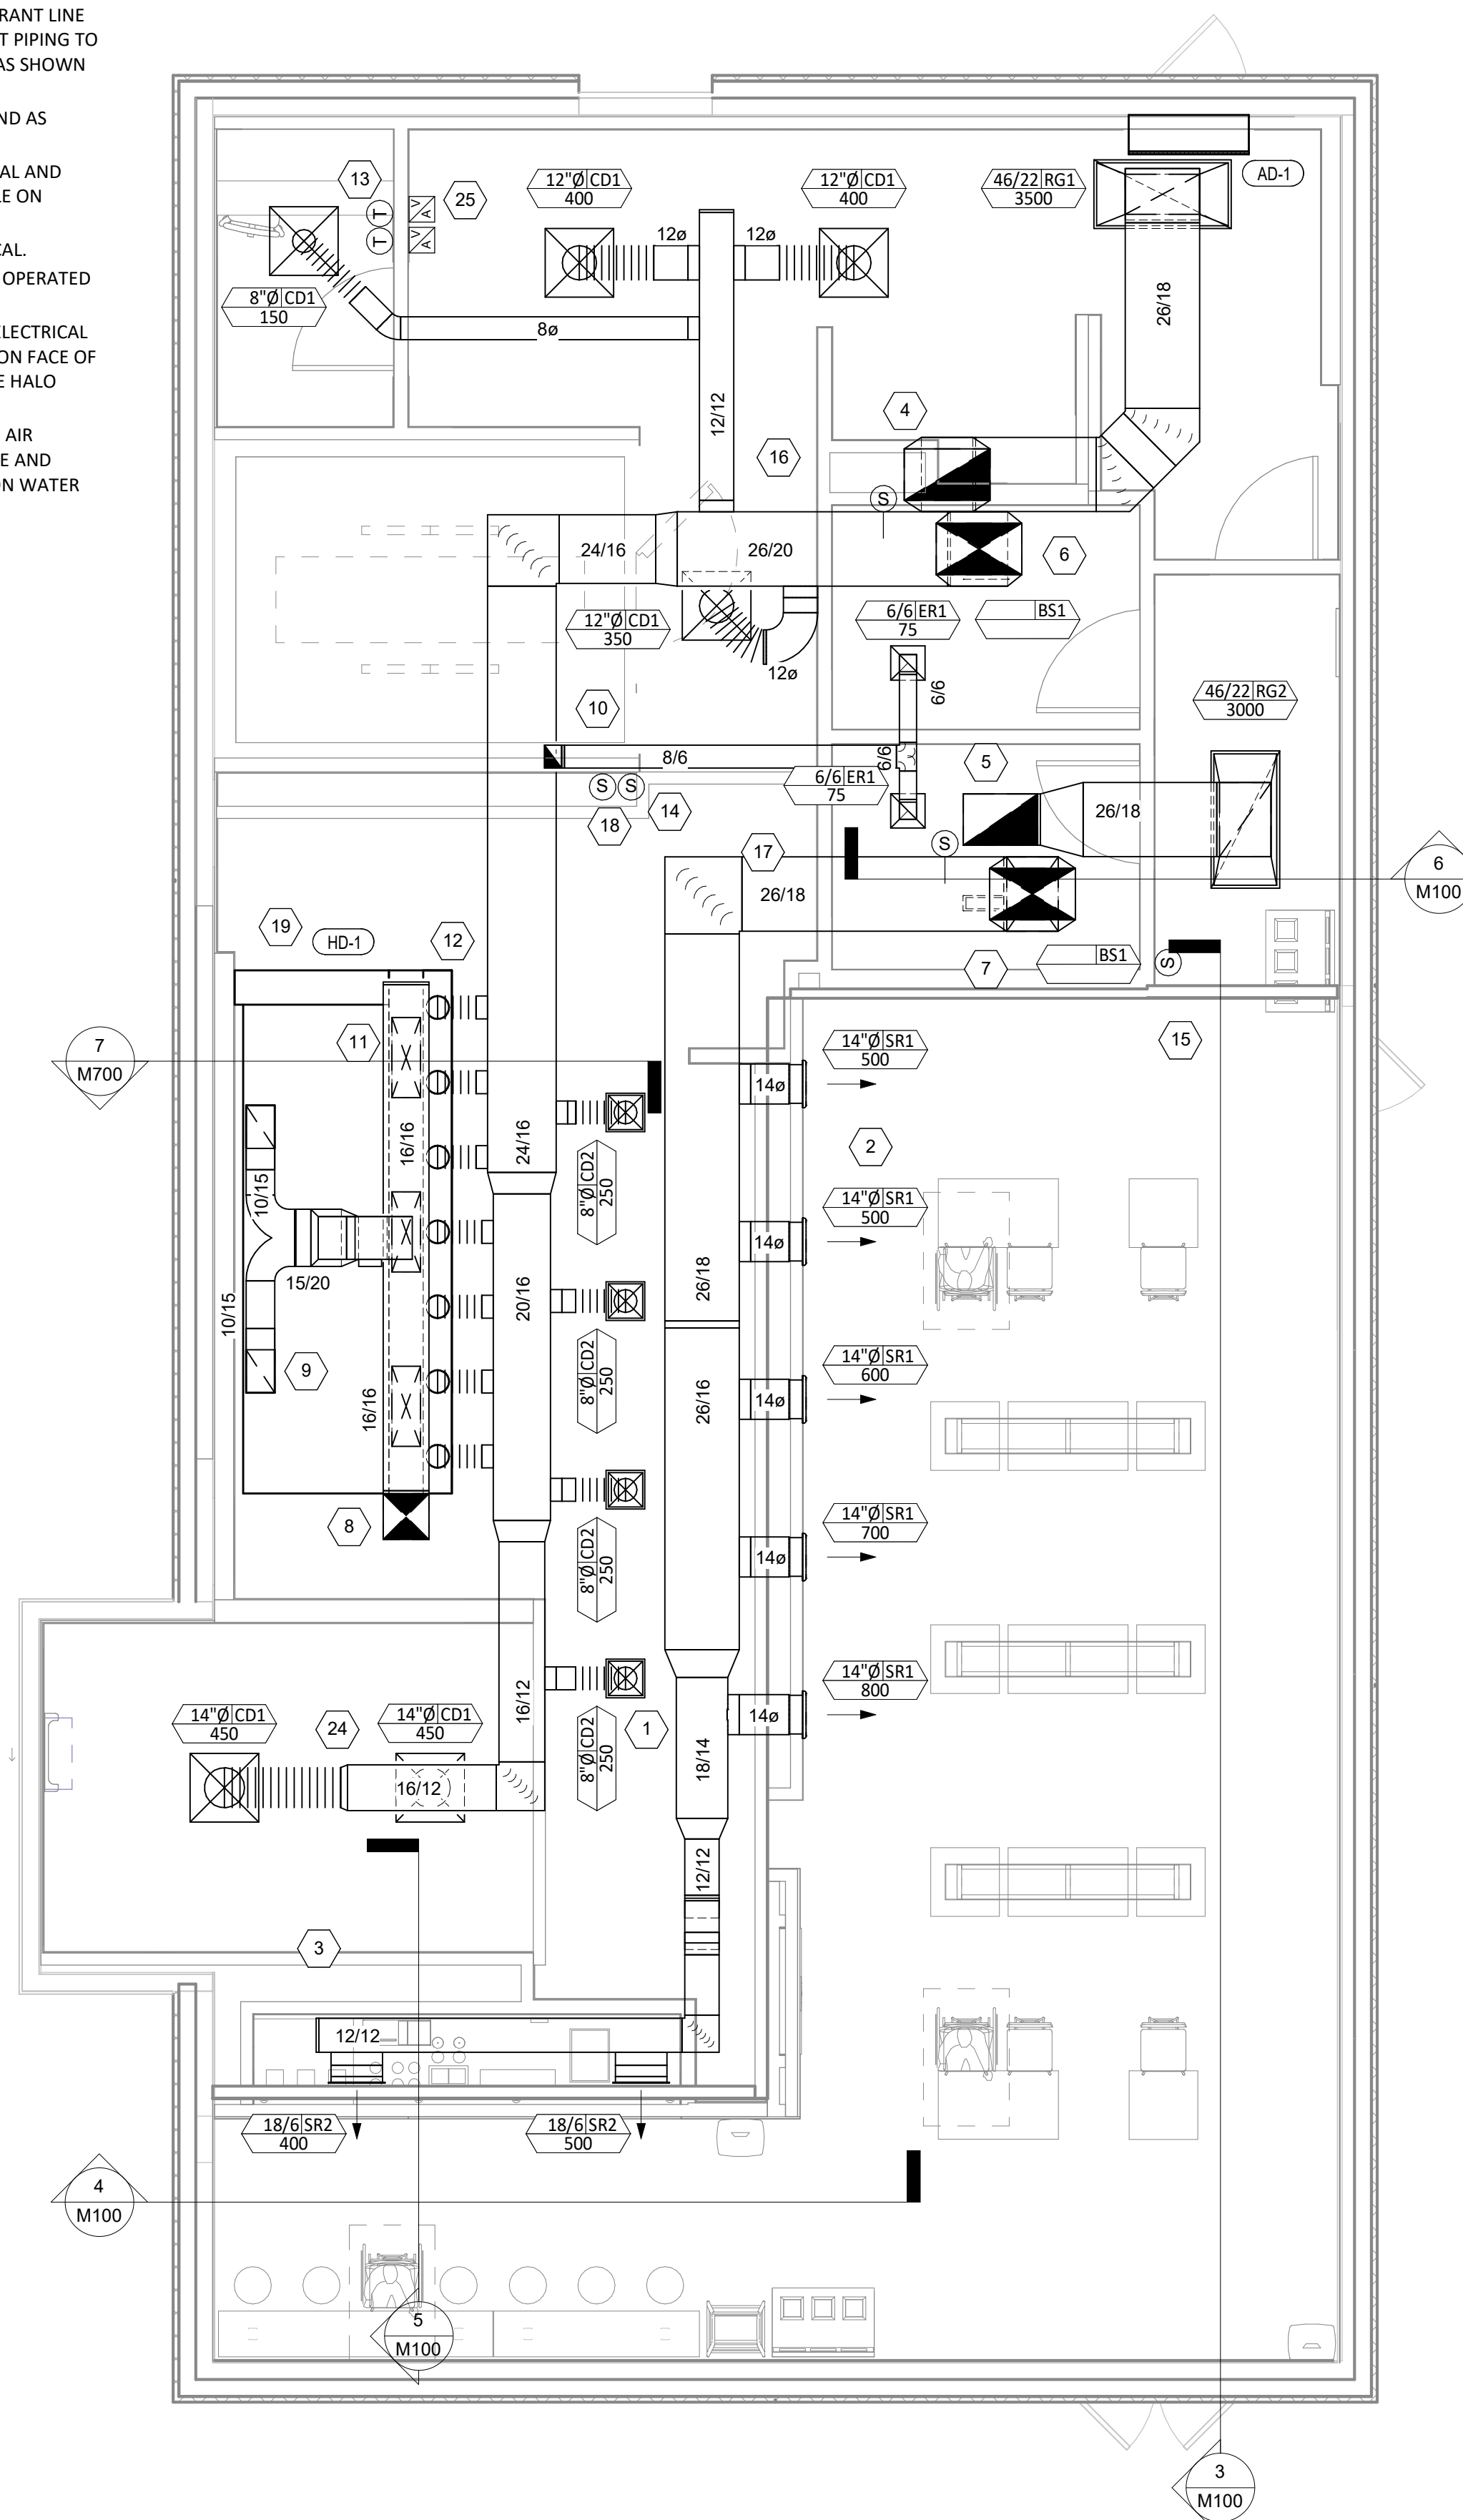 RANT LINE
T PIPING TO
AS SHOWN
ND AS
AL AND
LE ON
CAL.
OPERATED
ELECTRICAL
ON FACE OF
E HALO
AIR
E AND
ON WATER
13
T
T
V
A
V
A
25
12"Ø CD1
400
12"Ø CD1
400
46/22 RG1
3500
AD-1
12ø
12ø
8"Ø CD1
150
8ø
26/18
12/12
4
16
S
24/16
26/20
6
12"Ø CD1
350
12ø
6/6 ER1
75
BS1
6/6
46/22 RG2
3000
10
8/6
6/6
5
6/6 ER1
75
S
S
18
14
26/18
17
S
26/18
6
M100
19
HD-1
12
7
BS1
S
11
15
7
M700
14"Ø SR1
500
14ø
16/16
24/16
2
8"Ø CD2
250
10/15
14"Ø SR1
500
14ø
15/20
10/15
20/16
26/18
9
8"Ø CD2
250
14"Ø SR1
600
14ø
16/16
26/16
8
8"Ø CD2
250
14"Ø SR1
700
14ø
16/12
14"Ø SR1
800
14ø
14"Ø CD1
450
24
14"Ø CD1
450
8"Ø CD2
250
1
18/14
16/12
12/12
3
12/12
18/6 SR2
400
18/6 SR2
500
4
M100
5
M100
3
M100